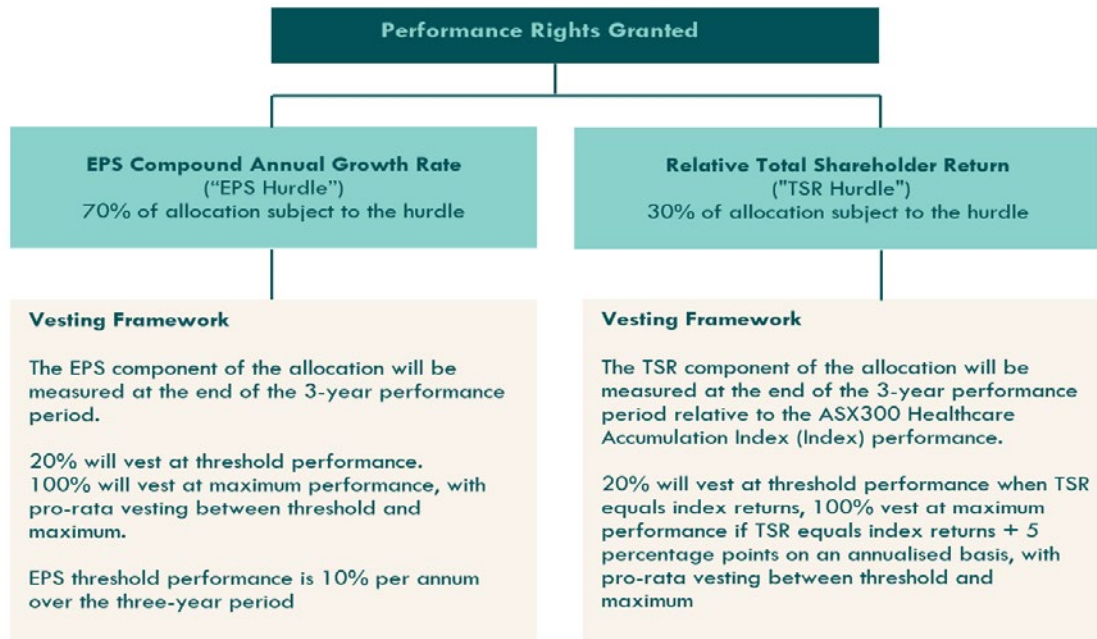 Performance Rights Granted
EPS Compound Annual Growth Rate
(“EPS Hurdle”)
70% of allocation subject to the hurdle
Relative Total Shareholder Return
("TSR Hurdle")
30% of allocation subject to the hurdle
Vesting Framework
The EPS component of the allocation will be
measured at the end of the 3-year performance
period.
20% will vest at threshold performance.
100% will vest at maximum performance, with
pro-rata vesting between threshold and
maximum.
EPS threshold performance is 10% per annum
over the three-year period
Vesting Framework
The TSR component of the allocation will be
measured at the end of the 3-year performance
period relative to the ASX300 Healthcare
Accumulation Index (Index) performance.
20% will vest at threshold performance when TSR
equals index returns, 100% vest at maximum
performance if TSR equals index returns + 5
percentage points on an annualised basis, with
pro-rata vesting between threshold and
maximum